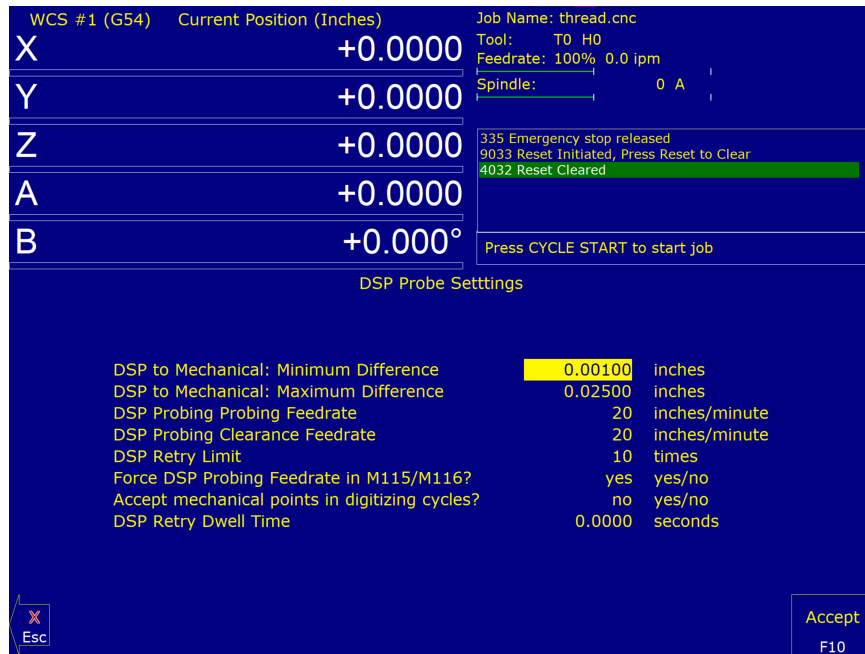 WCS #1 (G54) Current Position (Inches)
X +0.0000
Y +0.0000
Z +0.0000
A +0.0000
B +0.000°
Job Name: thread.cnc
Tool: T0 H0
Feedrate: 100% 0.0 ipm
Spindle: 0 A
335 Emergency stop released
9033 Reset Initiated, Press Reset to Clear
4032 Reset Cleared
Press CYCLE START to start job
DSP Probe Setttings
DSP to Mechanical: Minimum Difference 0.00100 inches
DSP to Mechanical: Maximum Difference 0.02500 inches
DSP Probing Probing Feedrate 20 inches/minute
DSP Probing Clearance Feedrate 20 inches/minute
DSP Retry Limit 10 times
Force DSP Probing Feedrate in M115/M116? yes yes/no
Accept mechanical points in digitizing cycles? no yes/no
DSP Retry Dwell Time 0.0000 seconds
X
Esc
Accept
F10